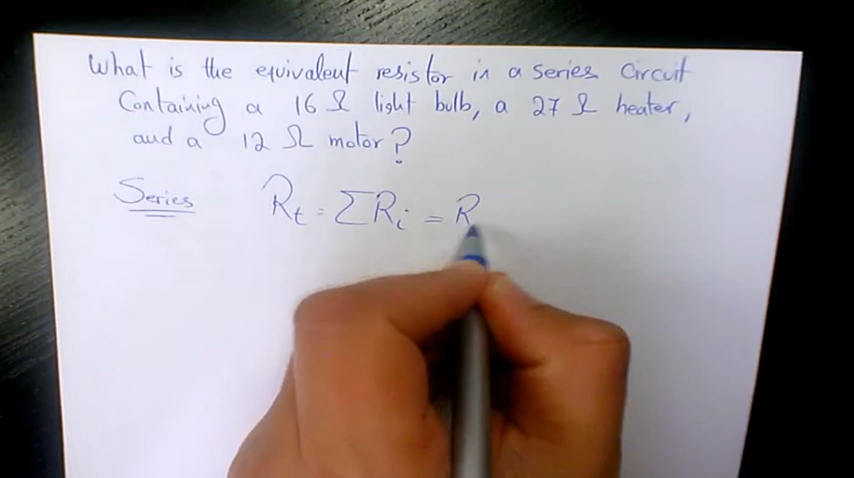 What is the equivalent resistor in a series circuit
Containing a 16 Ω light bulb, a 27 Ω heater,
and a 12 Ω motor?
Series Rt = ΣRi = R